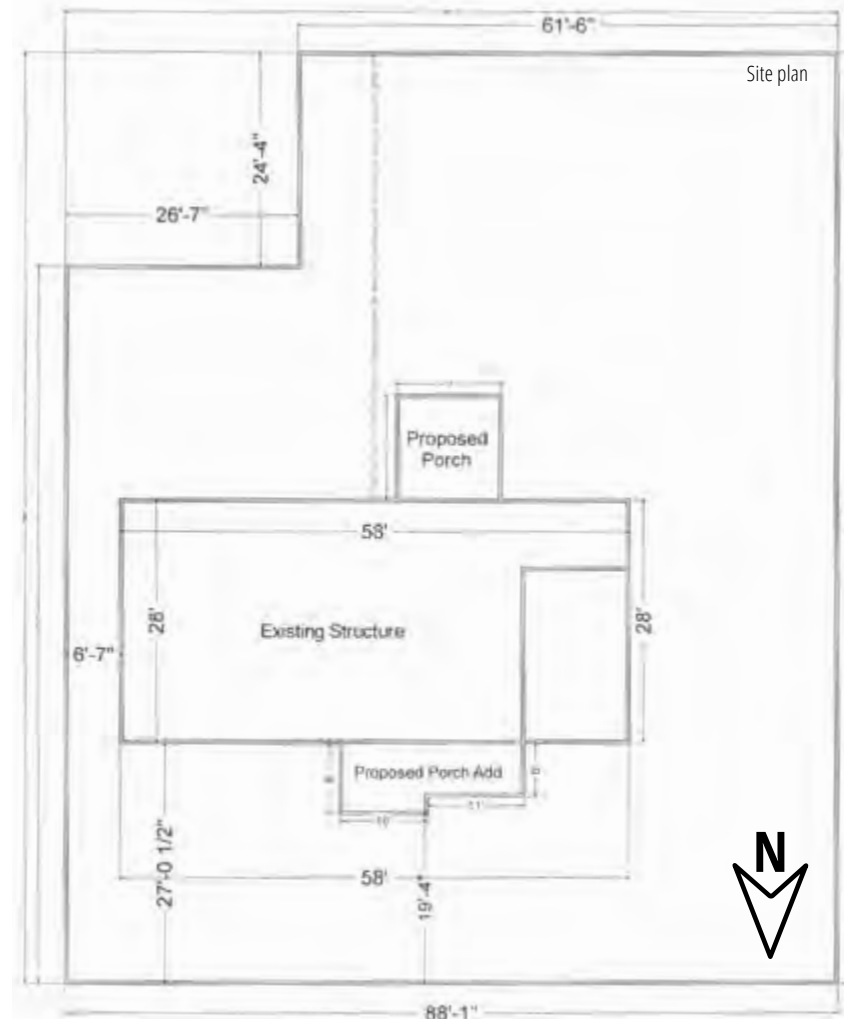 61'-6"
Site plan
24'-4"
26'-7"
Proposed
Porch
58'
28'
28'
Existing Structure
6'-7"
Proposed Porch Add
11'
27'-0 1/2"
58'
19'-4"
N
88'-1"